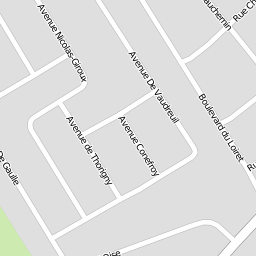 Avenue Nicolas-Giroux
Avenue De Vaudreuil
Boulevard du Loiret
Avenue de Thorigny
Avenue Conefroy
De Gaulle